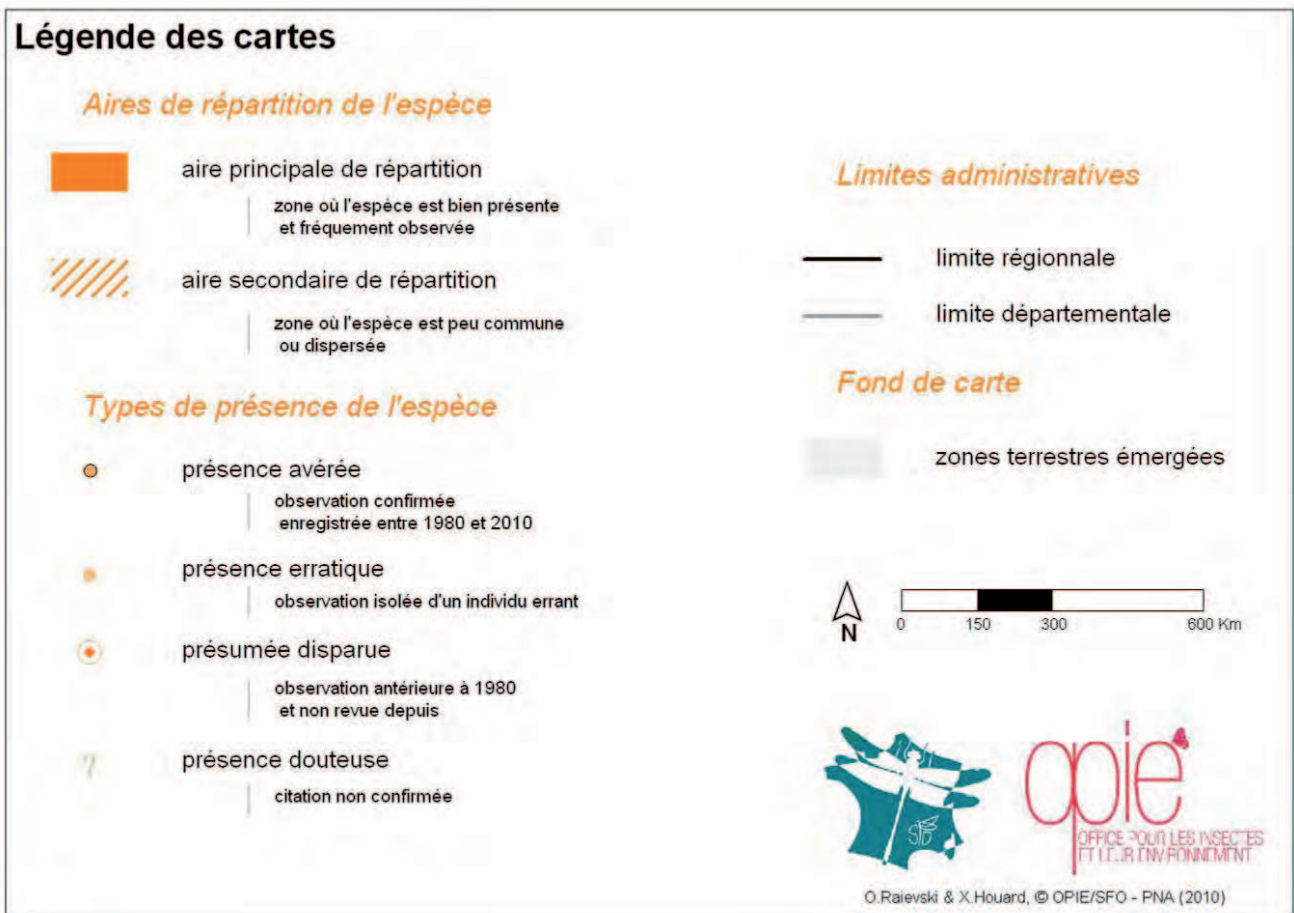 Légende des cartes
Aires de répartition de l'espèce
aire principale de répartition
zone où l'espèce est bien présente
et fréquement observée
aire secondaire de répartition
zone où l'espèce est peu commune
ou dispersée
Types de présence de l'espèce
présence avérée
observation confirmée
enregistrée entre 1980 et 2010
présence erratique
observation isolée d'un individu errant
présumée disparue
observation antérieure à 1980
et non revue depuis
?
présence douteuse
citation non confirmée
Limites administratives
limite régionnale
limite départementale
Fond de carte
zones terrestres émergées
N
0 150 300 600 Km
SfO
opie
OFFICE POUR LES INSECTES
ET LEUR ENVIRONNEMENT
O.Raievski & X.Houard, © OPIE/SFO - PNA (2010)